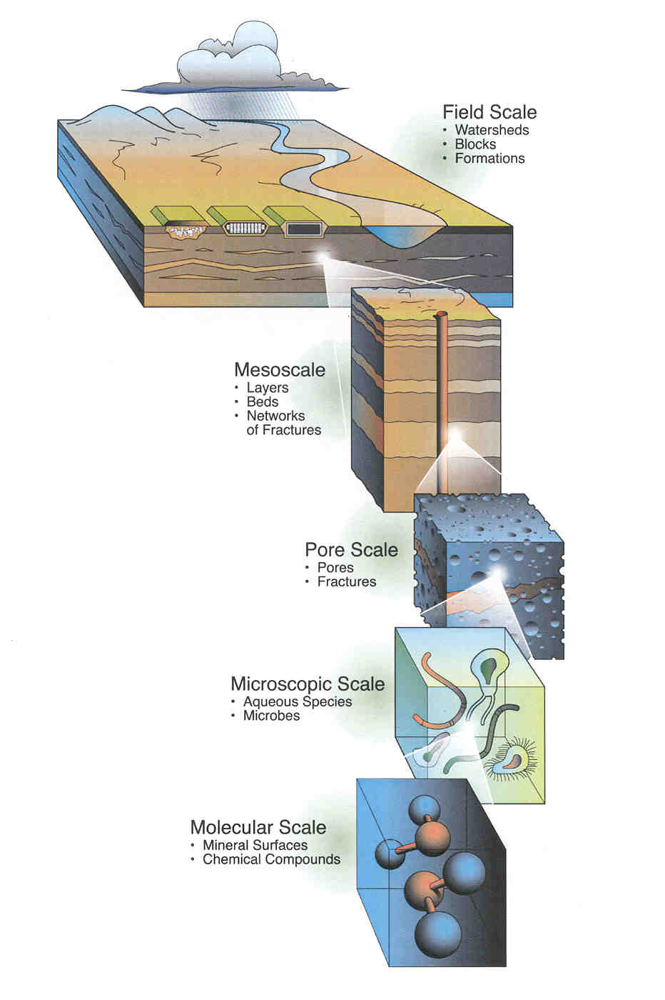 Field Scale
• Watersheds
• Blocks
• Formations
Mesoscale
• Layers
• Beds
• Networks
of Fractures
Pore Scale
• Pores
• Fractures
Microscopic Scale
• Aqueous Species
• Microbes
Molecular Scale
• Mineral Surfaces
• Chemical Compounds